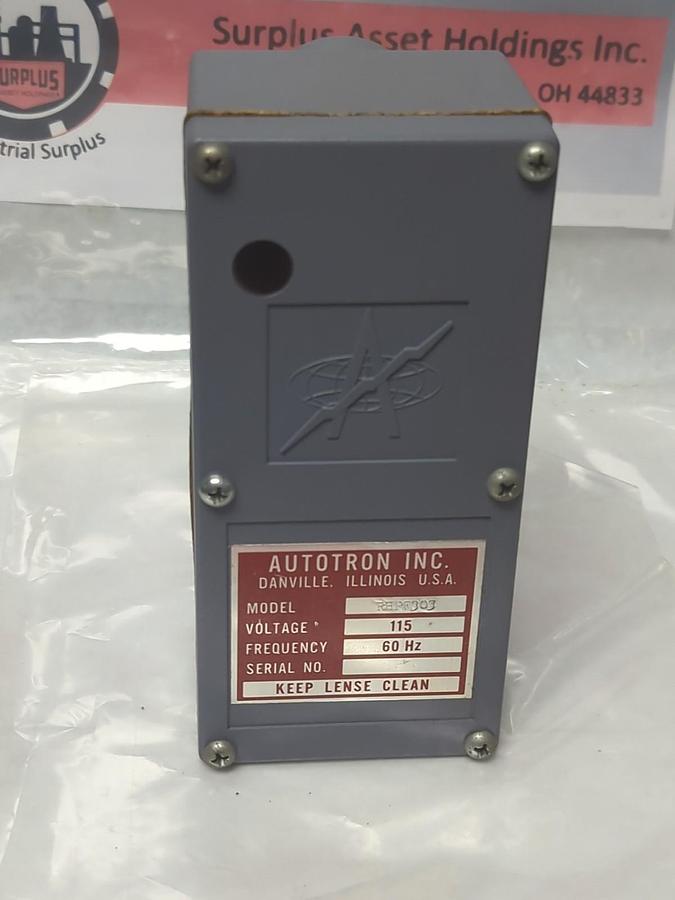 Surplus Asset Holdings Inc.
OH 44833
SURPLUS
trial Surplus
AUTOTRON INC.
DANVILLE, ILLINOIS U.S.A.
MODEL
VOLTAGE 115
FREQUENCY 60 Hz
SERIAL NO.
KEEP LENSE CLEAN